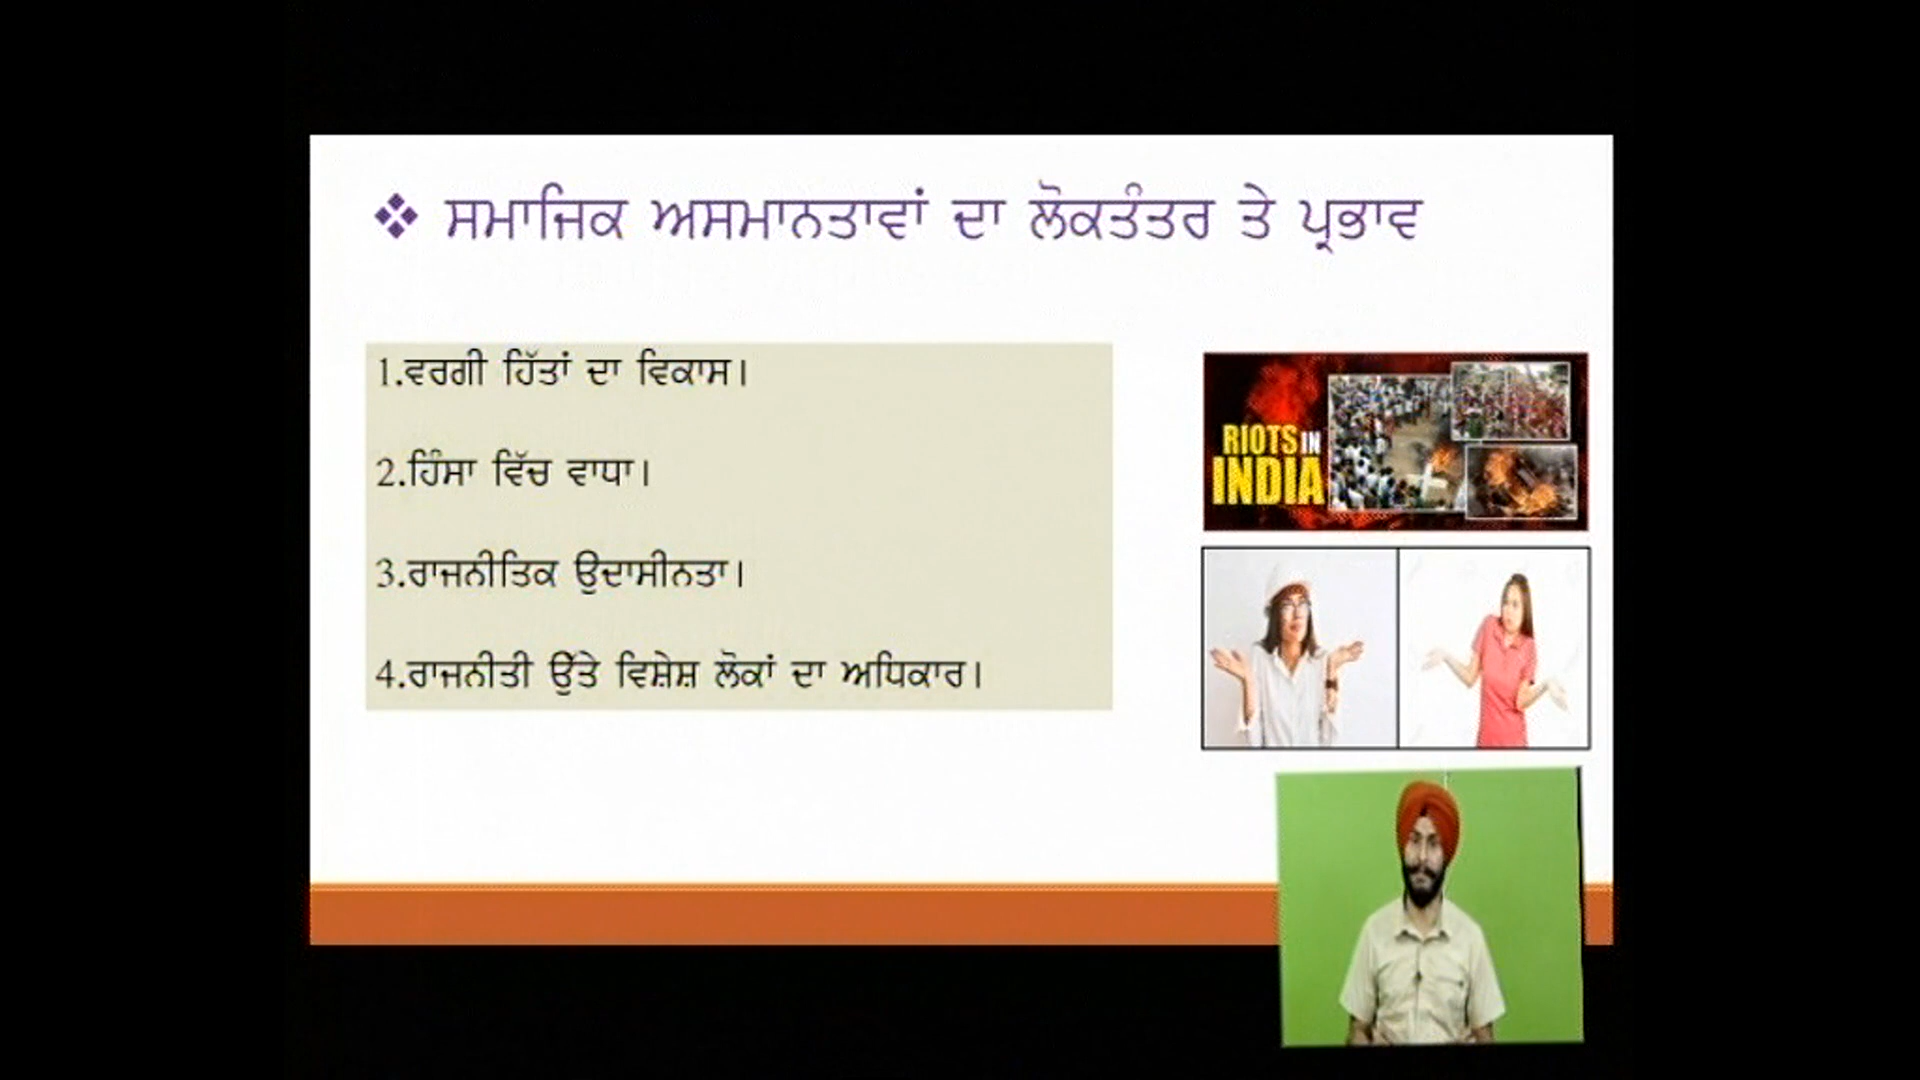 ❖ ਸਮਾਜਿਕ ਅਸਮਾਨਤਾਵਾਂ ਦਾ ਲੋਕਤੰਤਰ ਤੇ ਪ੍ਰਭਾਵ
1.ਵਰਗੀ ਹਿੱਤਾਂ ਦਾ ਵਿਕਾਸ।
2.ਹਿੰਸਾ ਵਿੱਚ ਵਾਧਾ।
3.ਰਾਜਨੀਤਿਕ ਉਦਾਸੀਨਤਾ।
4.ਰਾਜਨੀਤੀ ਉੱਤੇ ਵਿਸ਼ੇਸ਼ ਲੋਕਾਂ ਦਾ ਅਧਿਕਾਰ।
RIOTS IN
INDIA